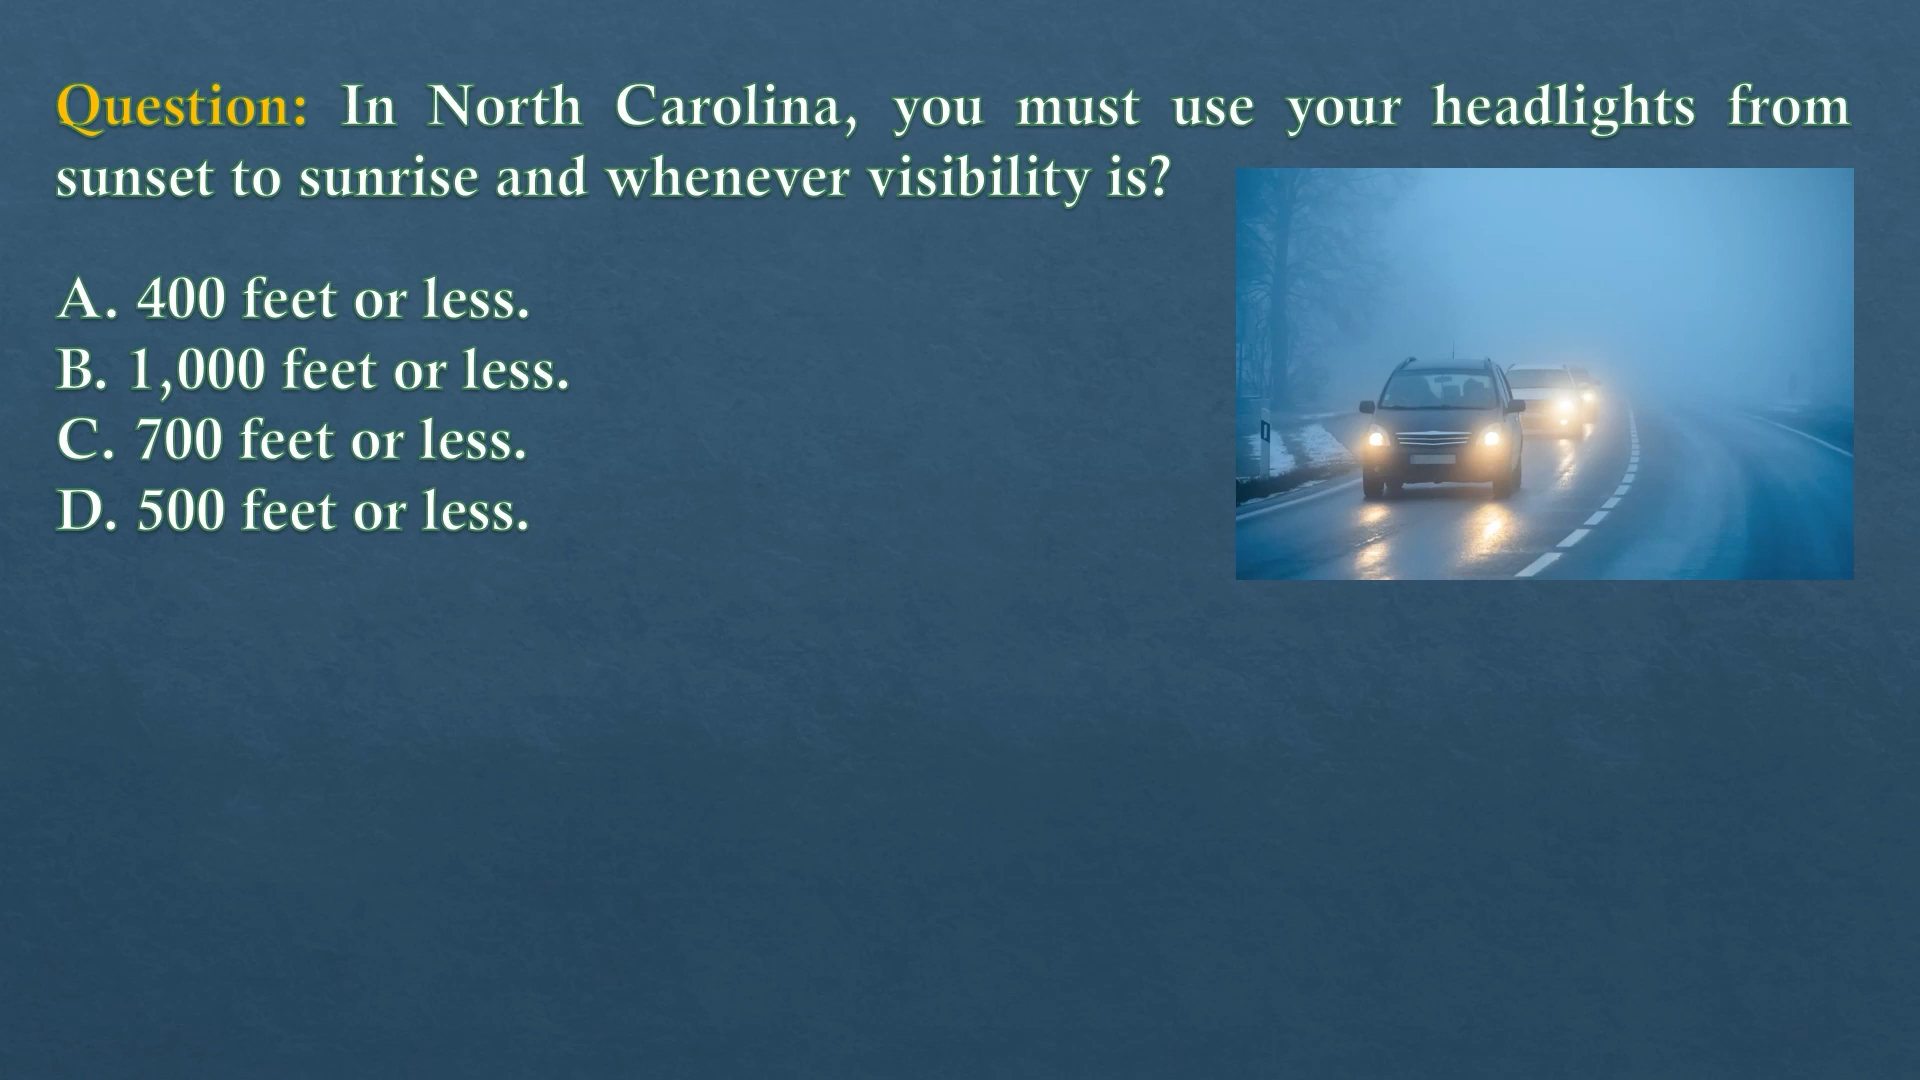 Question: In North Carolina, you must use your headlights from
sunset to sunrise and whenever visibility is?
A. 400 feet or less.
B. 1,000 feet or less.
C. 700 feet or less.
D. 500 feet or less.